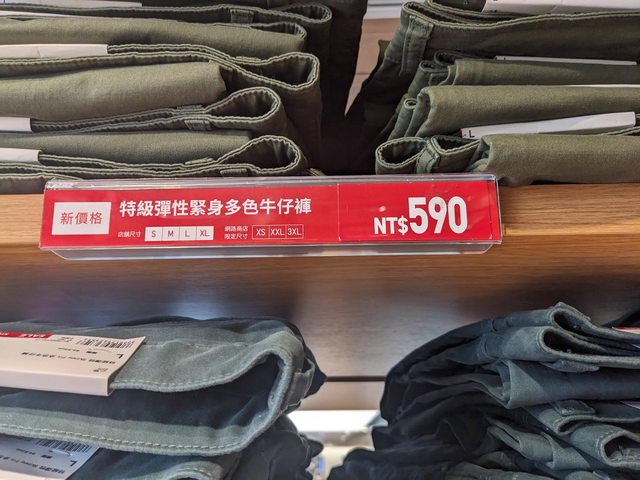 新價格
特級彈性緊身多色牛仔褲
店舖尺寸 S M L XL
網路商店
限定尺寸 XS XXL 3XL
NT$590
L